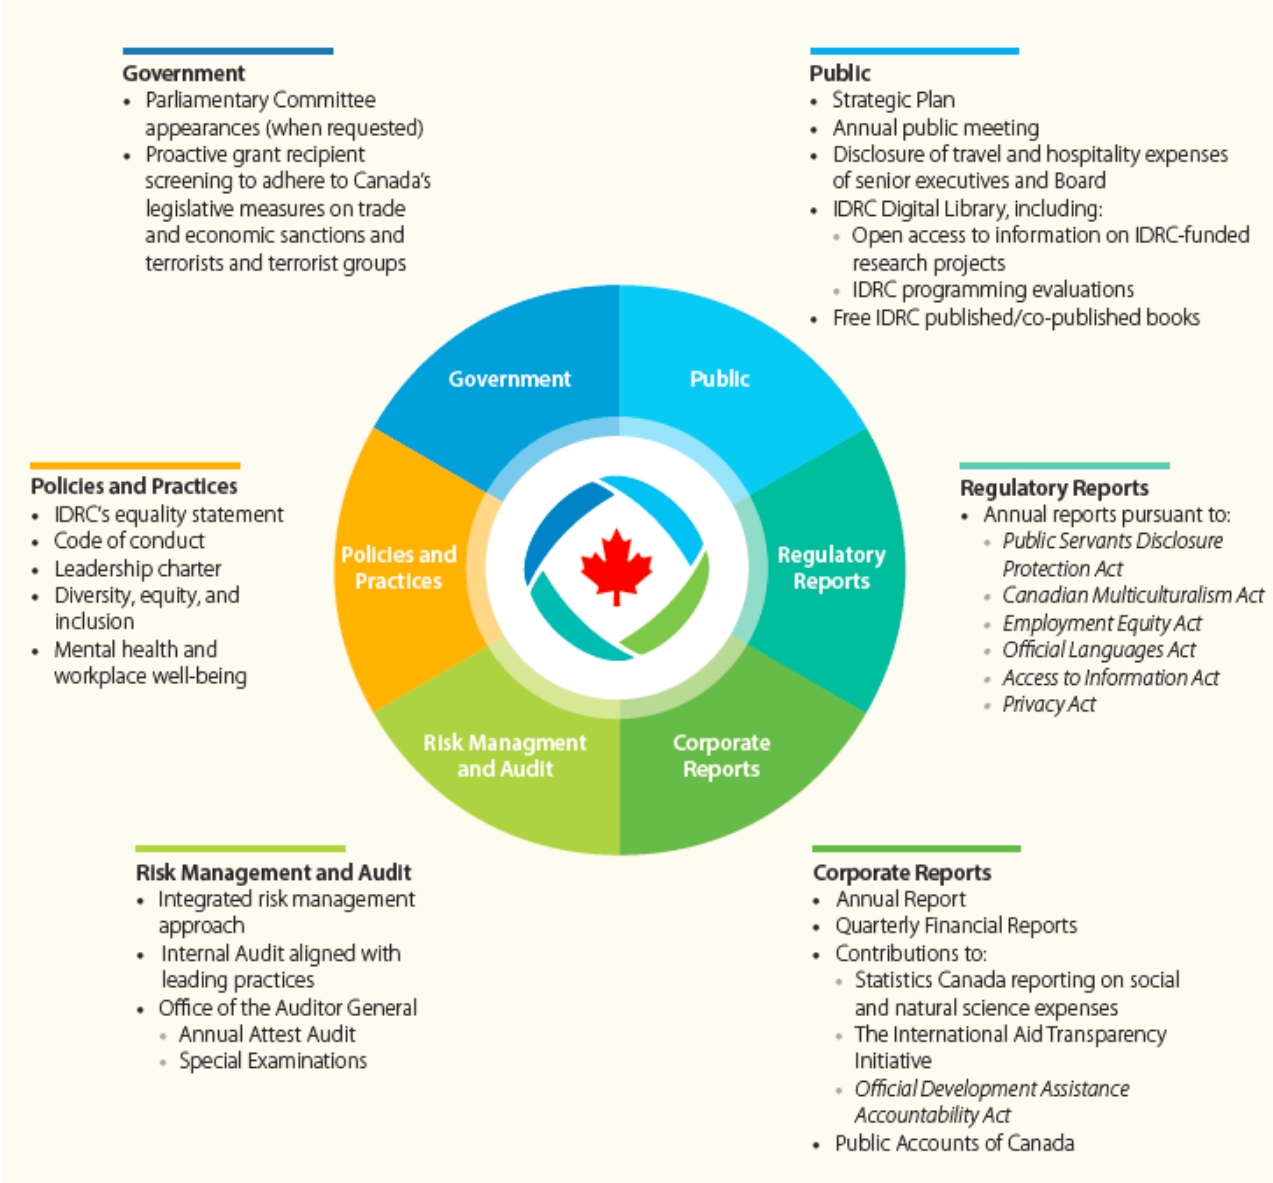 Government
• Parliamentary Committee
appearances (when requested)
• Proactive grant recipient
screening to adhere to Canada's
legislative measures on trade
and economic sanctions and
terrorists and terrorist groups
Public
• Strategic Plan
• Annual public meeting
• Disclosure of travel and hospitality expenses
of senior executives and Board
• IDRC Digital Library, including:
• Open access to information on IDRC-funded
research projects
• IDRC programming evaluations
• Free IDRC published/co-published books
Government
Public
Policies and Practices
• IDRC's equality statement
• Code of conduct
• Leadership charter
• Diversity, equity, and
inclusion
• Mental health and
workplace well-being
Policies and
Practices
Regulatory
Reports
Regulatory Reports
• Annual reports pursuant to:
• Public Servants Disclosure
Protection Act
• Canadian Multiculturalism Act
• Employment Equity Act
• Official Languages Act
• Access to Information Act
• Privacy Act
Risk Managment
and Audit
Corporate
Reports
Risk Management and Audit
• Integrated risk management
approach
• Internal Audit aligned with
leading practices
• Office of the Auditor General
• Annual Attest Audit
• Special Examinations
Corporate Reports
• Annual Report
• Quarterly Financial Reports
• Contributions to:
• Statistics Canada reporting on social
and natural science expenses
• The International Aid Transparency
Initiative
• Official Development Assistance
Accountability Act
• Public Accounts of Canada